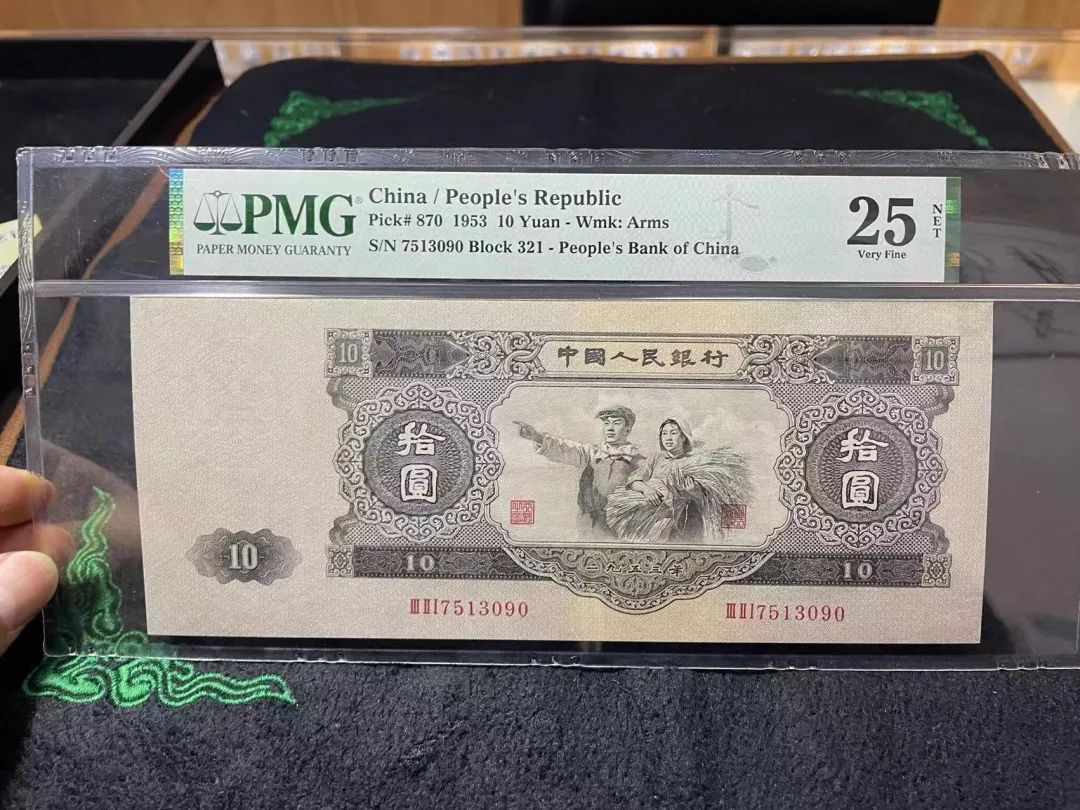 PMG
PAPER MONEY GUARANTY
China / People's Republic
Pick# 870 1953 10 Yuan - Wmk: Arms
S/N 7513090 Block 321 - People's Bank of China
25
NET
Very Fine
10
中國人民銀行
10
拾圓
拾圓
10
10
一九五三年
10
ⅢⅡⅠ7513090
ⅢⅡⅠ7513090